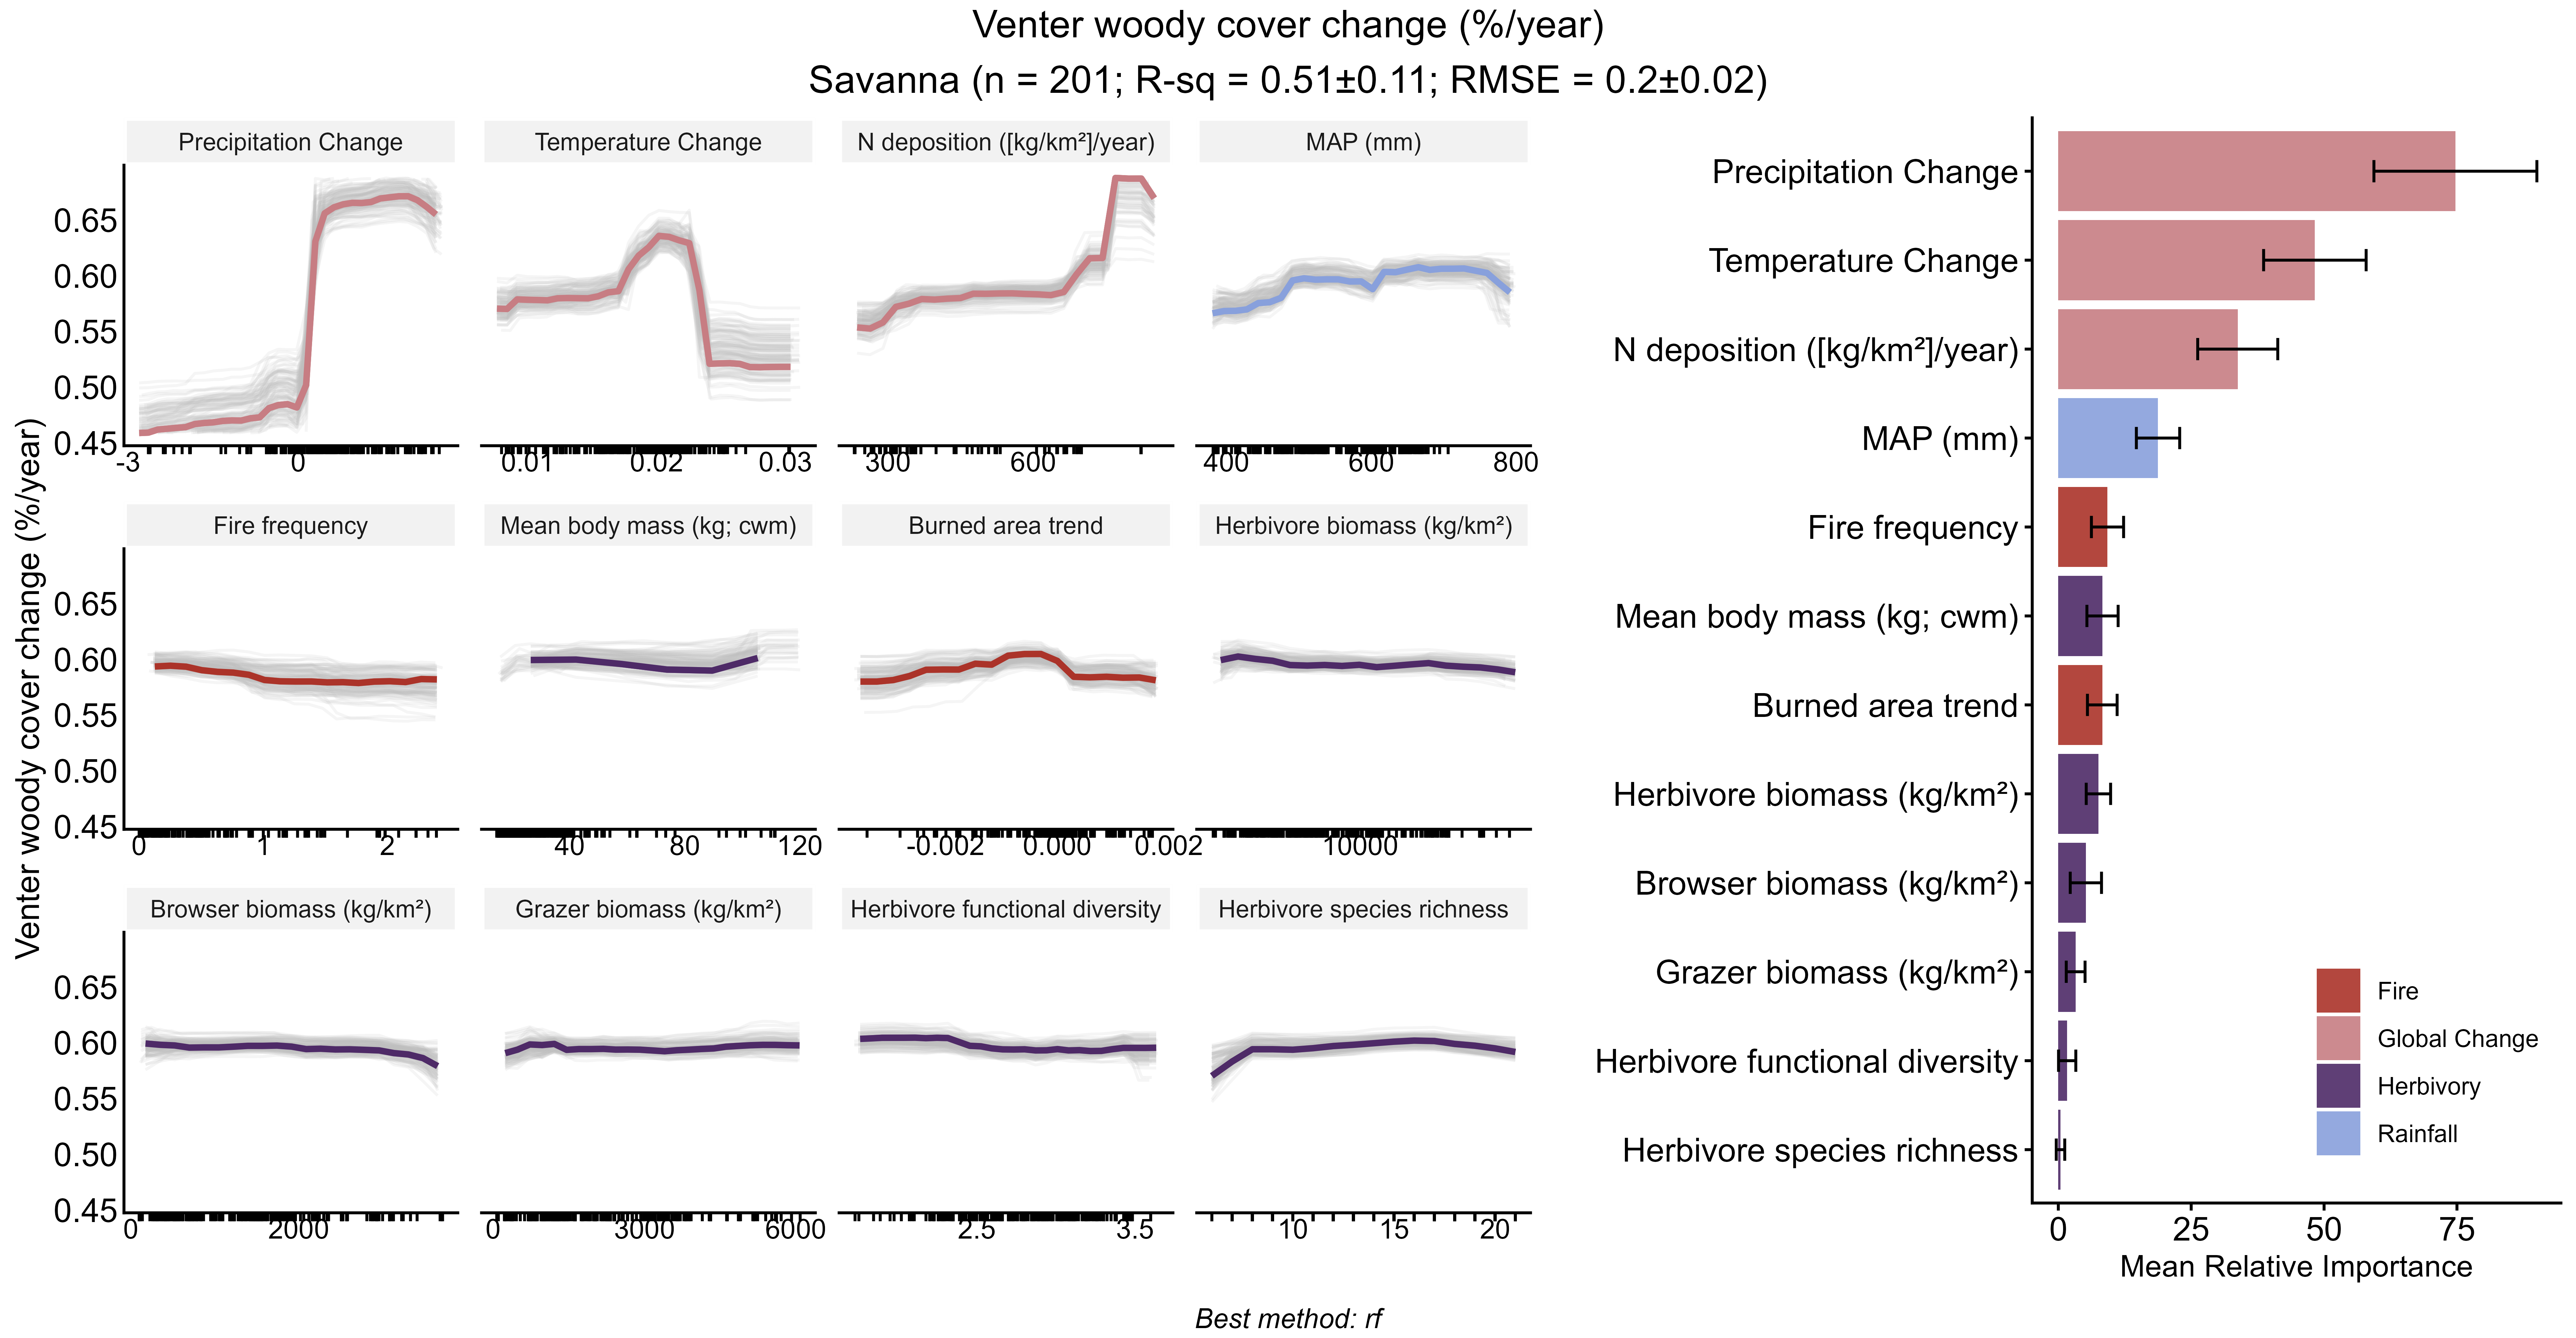 Venter woody cover change (%/year)
Savanna (n = 201; R-sq = 0.51±0.11; RMSE = 0.2±0.02)
Venter woody cover change (%/year)
Precipitation Change
Temperature Change
N deposition ([kg/km²]/year)
MAP (mm)
0.65
0.60
0.55
0.50
0.45
-3 0
0.01 0.02 0.03
300 600
400 600 800
Fire frequency
Mean body mass (kg; cwm)
Burned area trend
Herbivore biomass (kg/km²)
0.65
0.60
0.55
0.50
0.45
0 1 2
40 80 120
-0.002 0.000 0.002
10000
Browser biomass (kg/km²)
Grazer biomass (kg/km²)
Herbivore functional diversity
Herbivore species richness
0.65
0.60
0.55
0.50
0.45
0 2000
0 3000 6000
2.5 3.5
10 15 20
Best method: rf
Precipitation Change
Temperature Change
N deposition ([kg/km²]/year)
MAP (mm)
Fire frequency
Mean body mass (kg; cwm)
Burned area trend
Herbivore biomass (kg/km²)
Browser biomass (kg/km²)
Grazer biomass (kg/km²)
Herbivore functional diversity
Herbivore species richness
0 25 50 75
Mean Relative Importance
Fire
Global Change
Herbivory
Rainfall